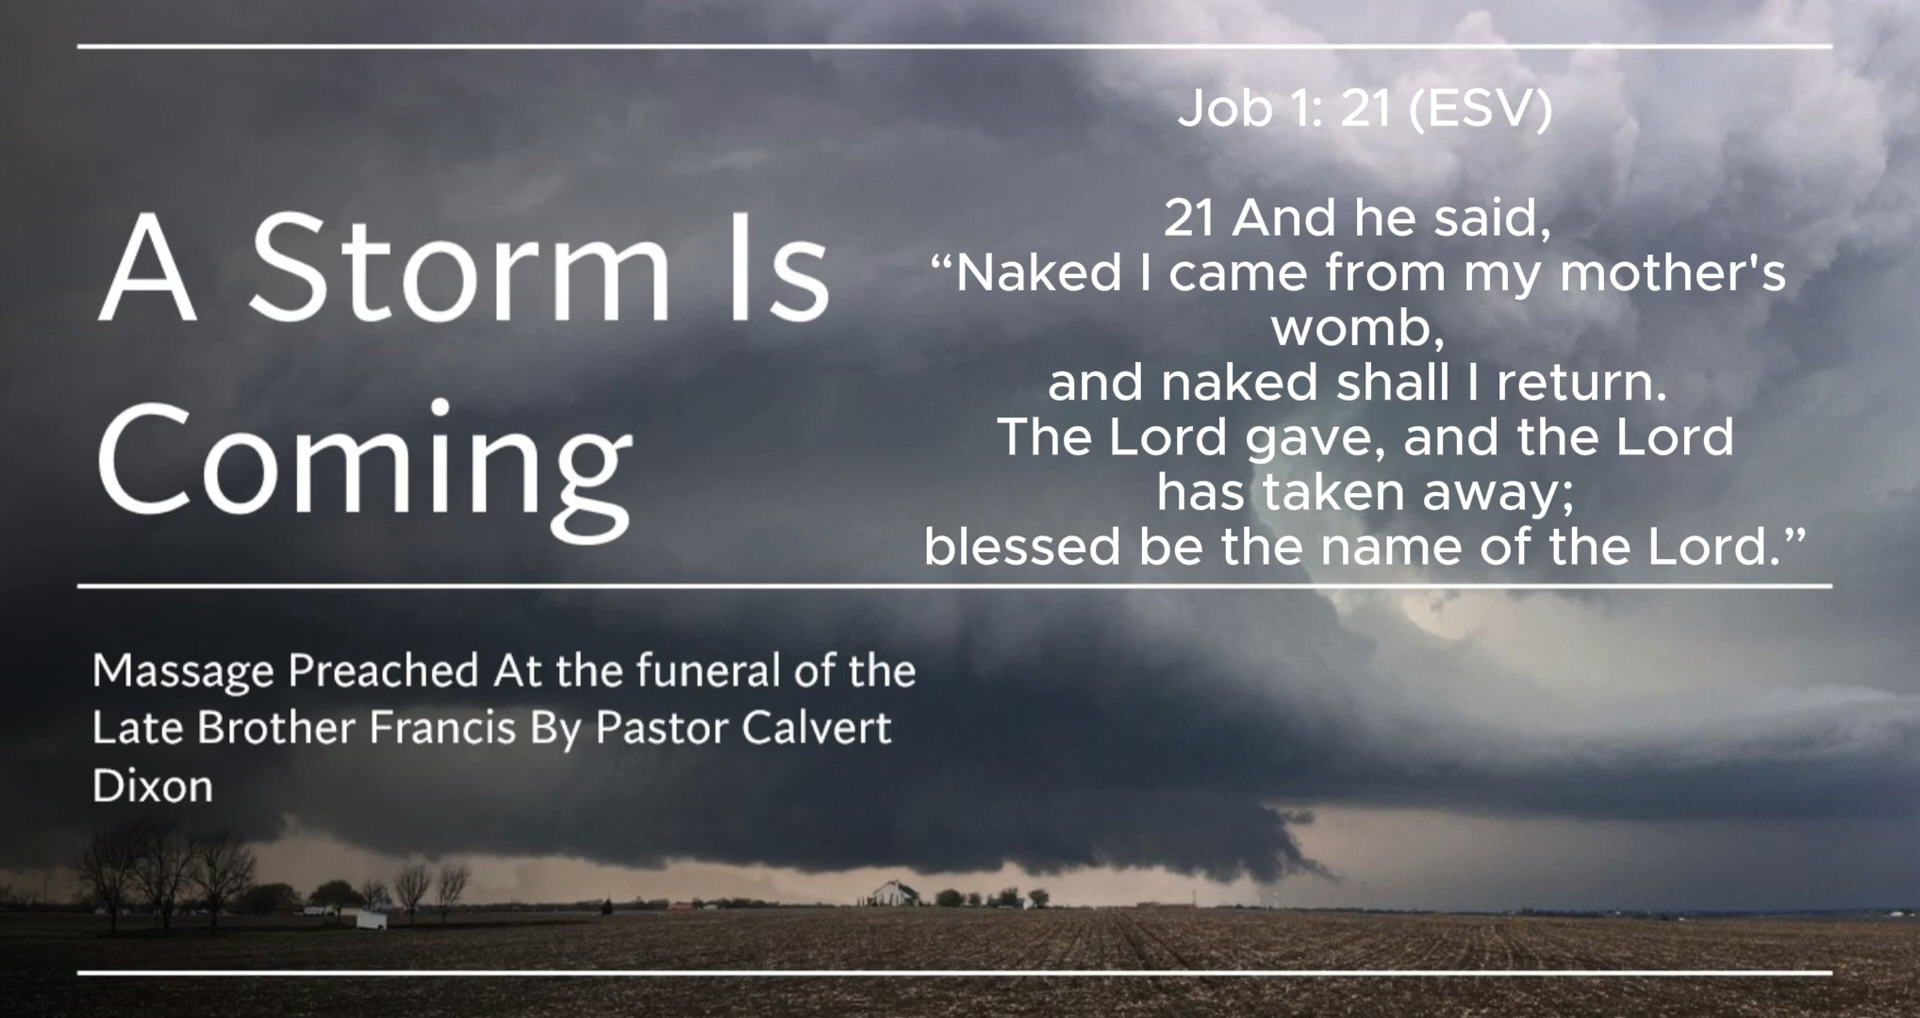 A Storm Is
Coming
Job 1: 21 (ESV)
21 And he said,
“Naked I came from my mother's
womb,
and naked shall I return.
The Lord gave, and the Lord
has taken away;
blessed be the name of the Lord.”
Massage Preached At the funeral of the
Late Brother Francis By Pastor Calvert
Dixon